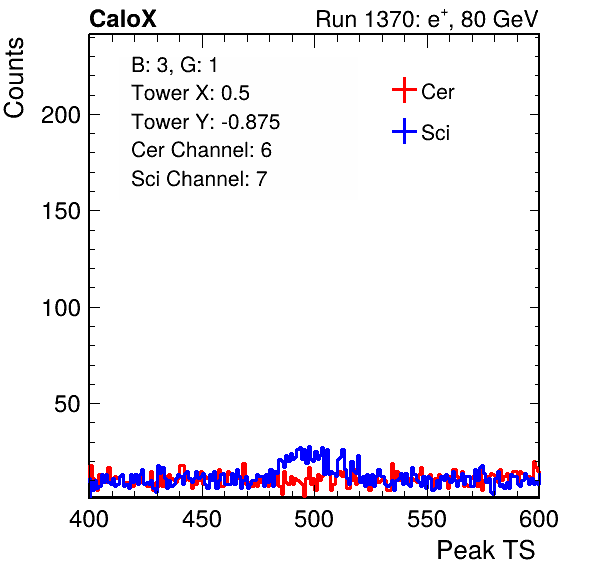 CaloX
Run 1370: e+, 80 GeV
Counts
B: 3, G: 1
Tower X: 0.5
Tower Y: -0.875
Cer Channel: 6
Sci Channel: 7
Cer
Sci
200
150
100
50
400 450 500 550 600
Peak TS